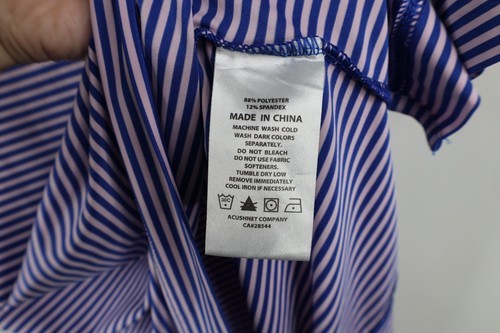 88% POLYESTER
12% SPANDEX
MADE IN CHINA
MACHINE WASH COLD
WASH DARK COLORS
SEPARATELY.
DO NOT BLEACH
DO NOT USE FABRIC
SOFTENERS.
TUMBLE DRY LOW
REMOVE IMMEDIATELY
COOL IRON IF NECESSARY
ACUSHNET COMPANY
CA#28544